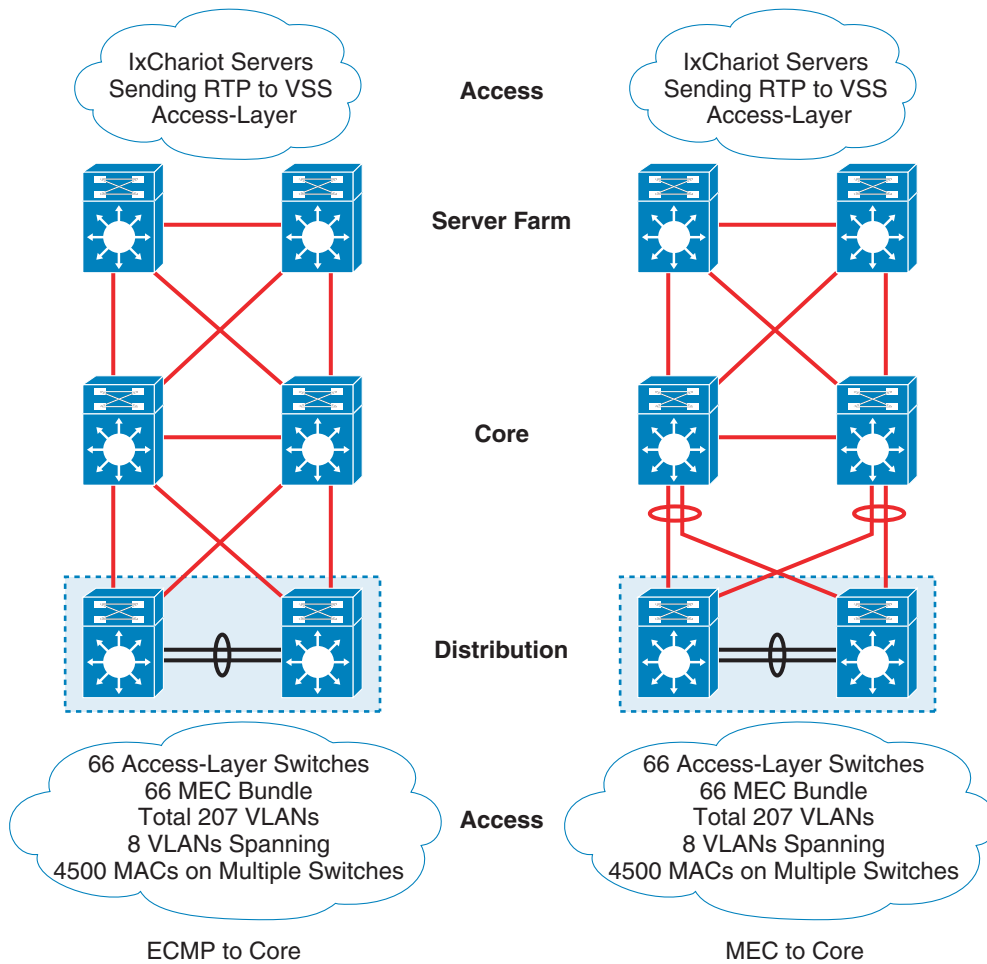 IxChariot Servers
Sending RTP to VSS
Access-Layer
Access
IxChariot Servers
Sending RTP to VSS
Access-Layer
Server Farm
Core
Distribution
66 Access-Layer Switches
66 MEC Bundle
Total 207 VLANs
8 VLANs Spanning
4500 MACs on Multiple Switches
Access
66 Access-Layer Switches
66 MEC Bundle
Total 207 VLANs
8 VLANs Spanning
4500 MACs on Multiple Switches
ECMP to Core
MEC to Core